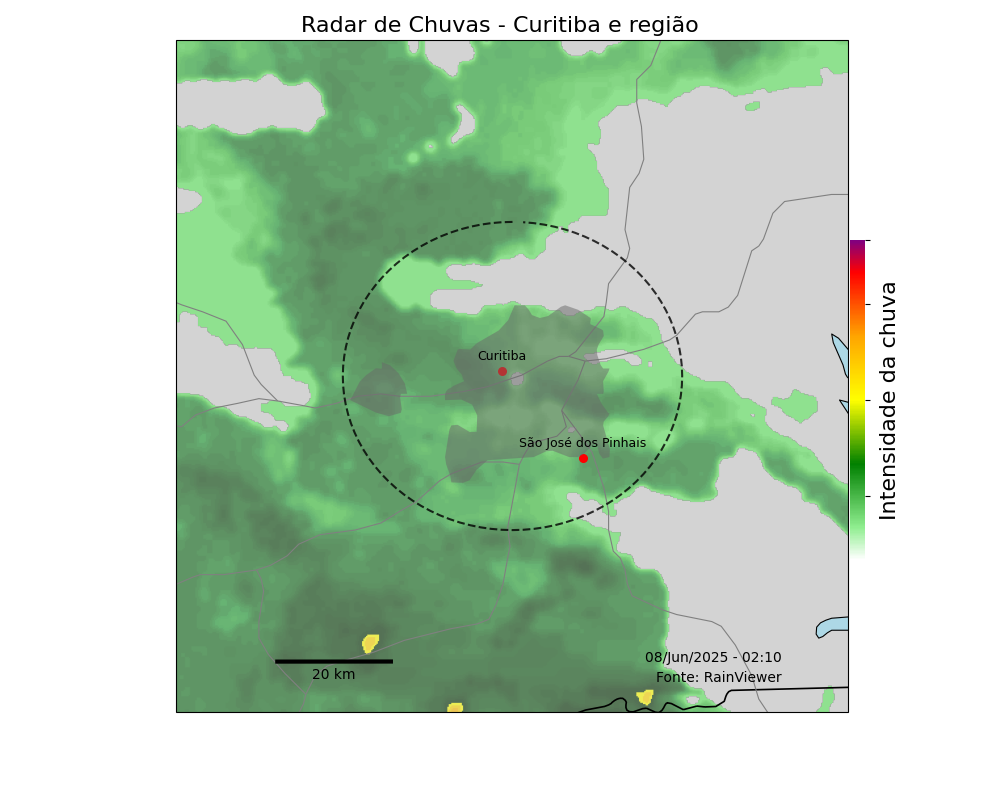 Radar de Chuvas - Curitiba e região
Curitiba
São José dos Pinhais
Intensidade da chuva
20 km
08/Jun/2025 - 02:10
Fonte: RainViewer